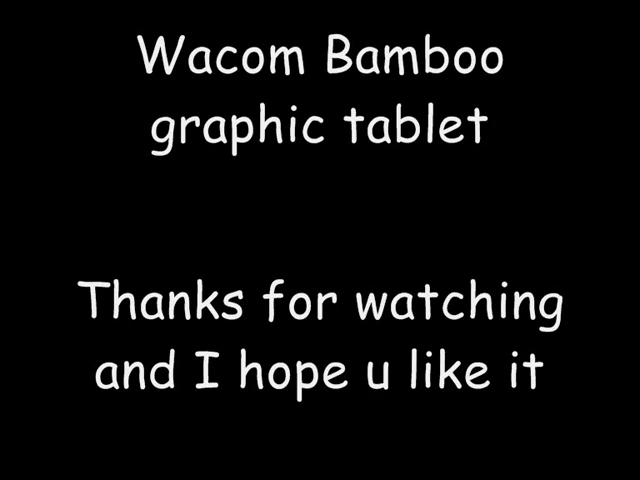 Wacom Bamboo
graphic tablet
Thanks for watching
and I hope u like it